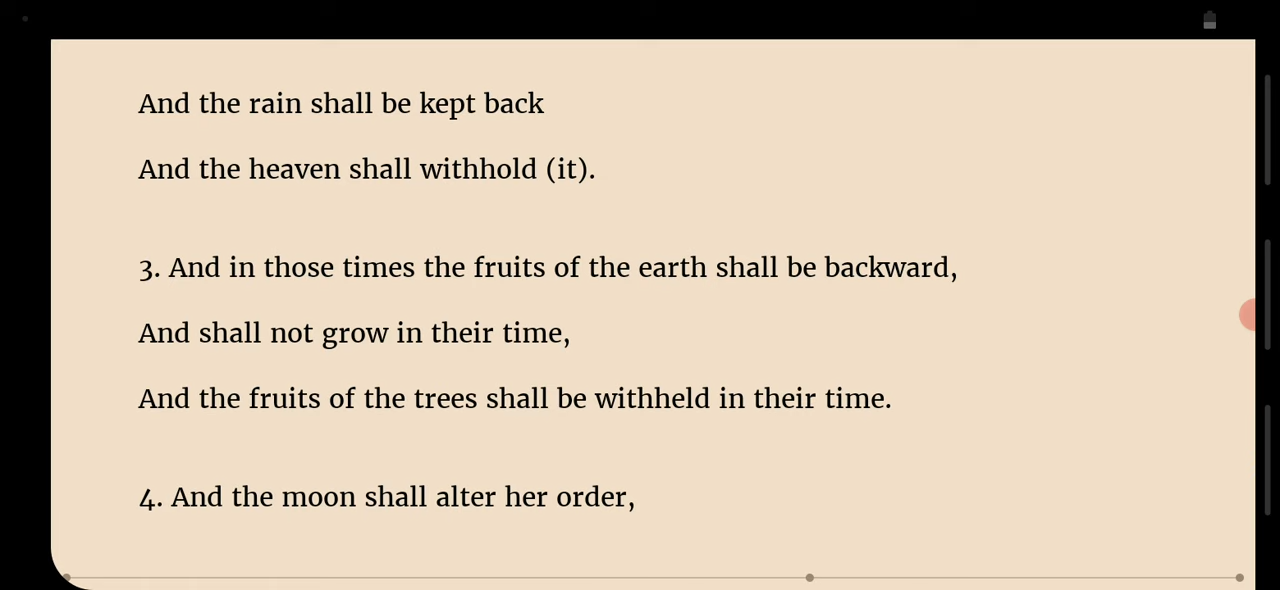 And the rain shall be kept back
And the heaven shall withhold (it).
3. And in those times the fruits of the earth shall be backward,
And shall not grow in their time,
And the fruits of the trees shall be withheld in their time.
4. And the moon shall alter her order,